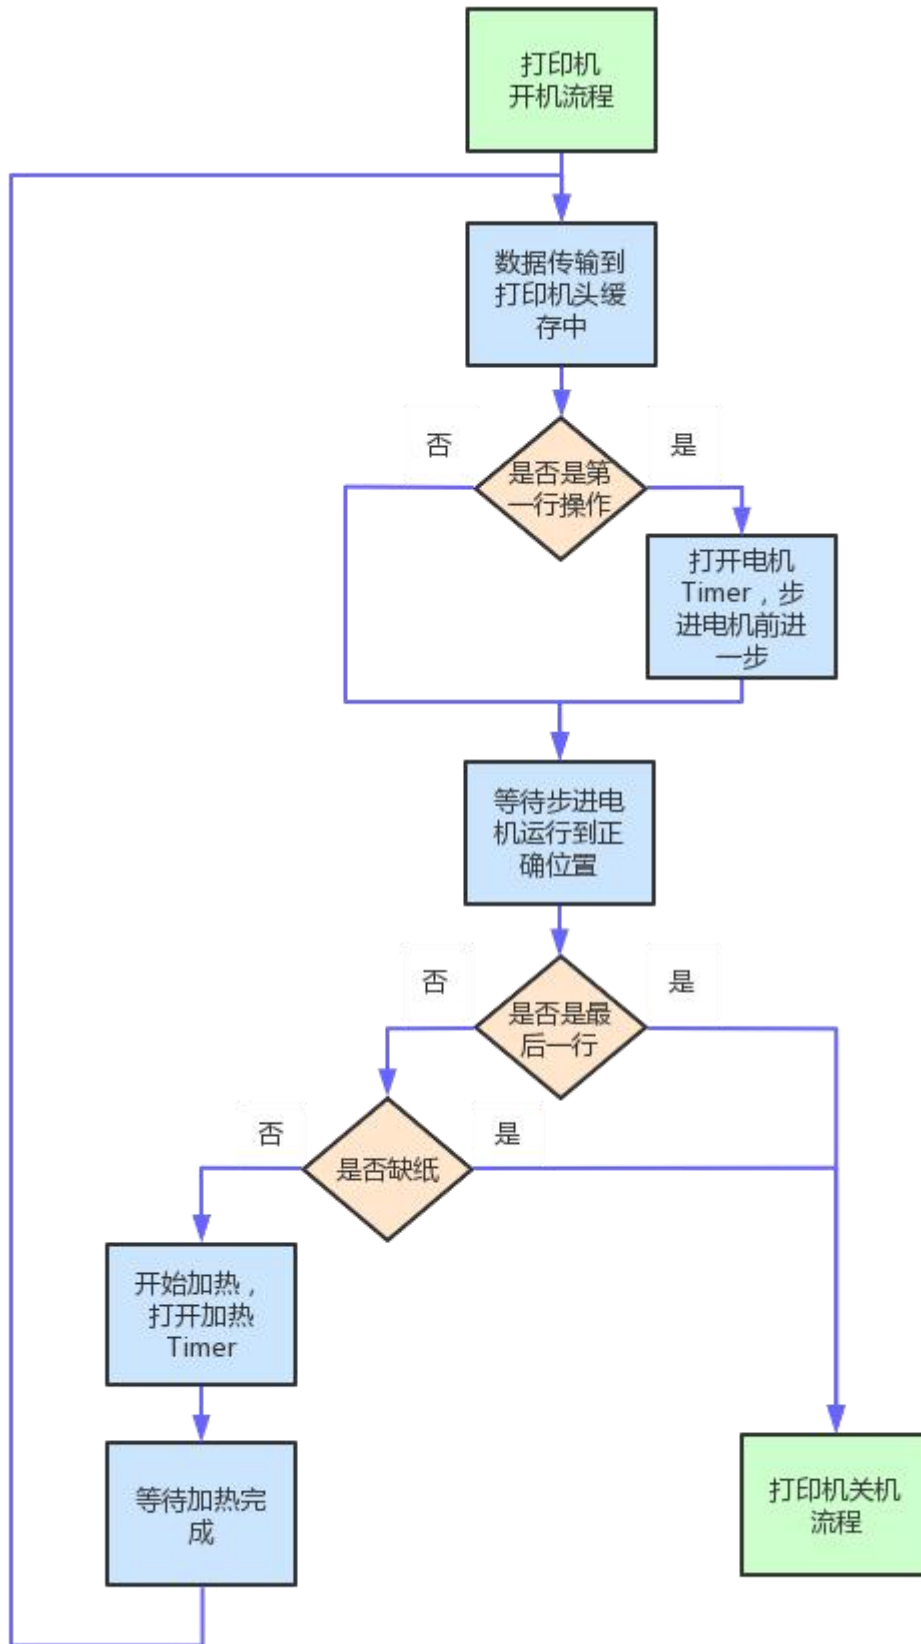 打印机
开机流程
数据传输到
打印机头缓
存中
否
是
是否是第
一行操作
打开电机
Timer，步
进电机前进
一步
等待步进电
机运行到正
确位置
否
是
是否是最
后一行
否
是
是否缺纸
开始加热，
打开加热
Timer
等待加热完
成
打印机关机
流程